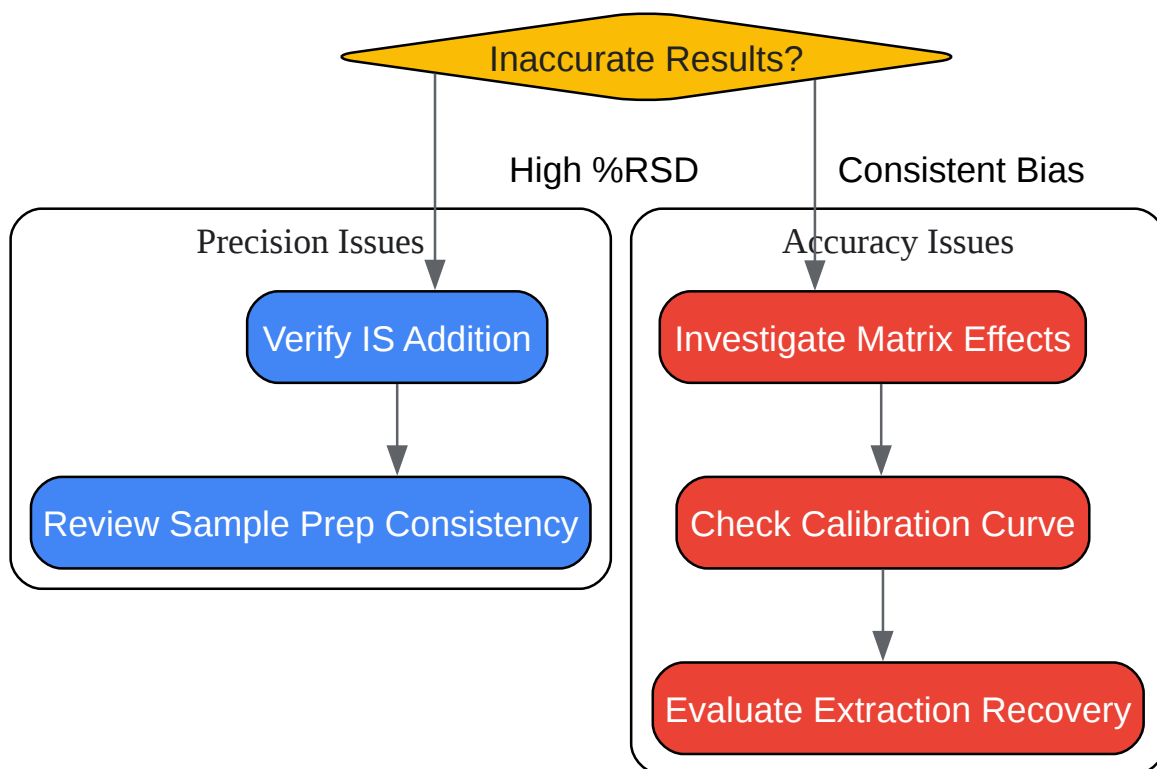 Inaccurate Results?
High %RSD
Consistent Bias
Precision Issues
Verify IS Addition
Review Sample Prep Consistency
Accuracy Issues
Investigate Matrix Effects
Check Calibration Curve
Evaluate Extraction Recovery